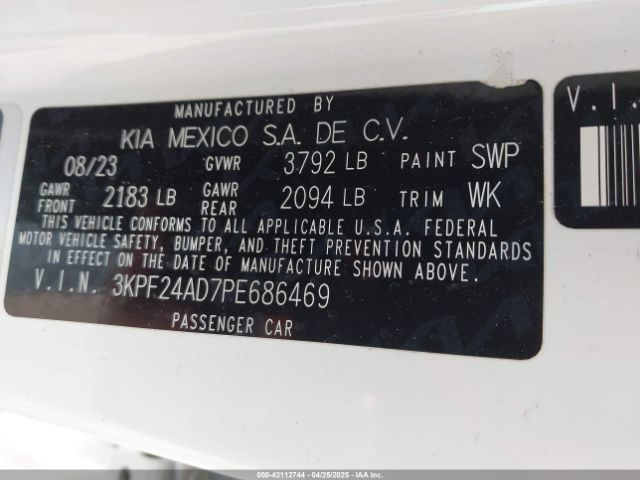 MANUFACTURED BY
KIA MEXICO S.A. DE C.V.
08/23 GVWR 3792 LB PAINT SWP
GAWR FRONT 2183 LB GAWR REAR 2094 LB TRIM WK
THIS VEHICLE CONFORMS TO ALL APPLICABLE U.S.A. FEDERAL
MOTOR VEHICLE SAFETY, BUMPER, AND THEFT PREVENTION STANDARDS
IN EFFECT ON THE DATE OF MANUFACTURE SHOWN ABOVE.
V.I.N. 3KPF24AD7PE686469
PASSENGER CAR
V.I.
000-42112744 - 04/25/2025 - IAA Inc.